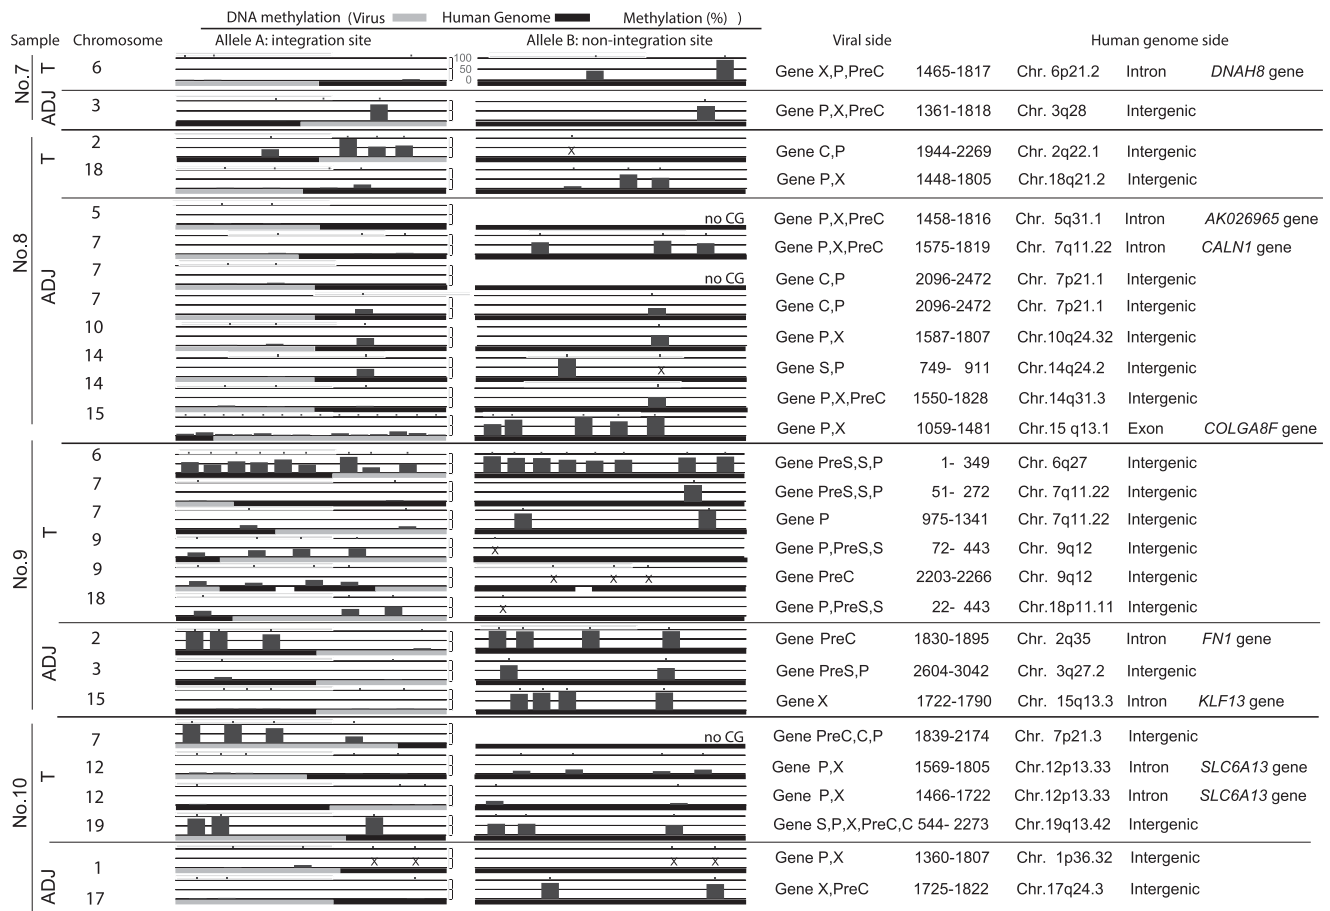 DNA methylation (Virus Human Genome Methylation (%) )
Sample Chromosome Allele A: integration site Allele B: non-integration site Viral side Human genome side
No.7 T 6 100 50 0 Gene X,P,PreC 1465-1817 Chr. 6p21.2 Intron DNAH8 gene
ADJ 3 Gene P,X,PreC 1361-1818 Chr. 3q28 Intergenic
No.8 T 2 X Gene C,P 1944-2269 Chr. 2q22.1 Intergenic
18 Gene P,X 1448-1805 Chr.18q21.2 Intergenic
ADJ 5 no CG Gene P,X,PreC 1458-1816 Chr. 5q31.1 Intron AK026965 gene
7 Gene P,X,PreC 1575-1819 Chr. 7q11.22 Intron CALN1 gene
7 no CG Gene C,P 2096-2472 Chr. 7p21.1 Intergenic
7 Gene C,P 2096-2472 Chr. 7p21.1 Intergenic
10 Gene P,X 1587-1807 Chr.10q24.32 Intergenic
14 X Gene S,P 749- 911 Chr.14q24.2 Intergenic
14 Gene P,X,PreC 1550-1828 Chr.14q31.3 Intergenic
15 Gene P,X 1059-1481 Chr.15 q13.1 Exon COLGA8F gene
No.9 T 6 Gene PreS,S,P 1- 349 Chr. 6q27 Intergenic
7 Gene PreS,S,P 51- 272 Chr. 7q11.22 Intergenic
7 Gene P 975-1341 Chr. 7q11.22 Intergenic
9 X Gene P,PreS,S 72- 443 Chr. 9q12 Intergenic
9 X X X Gene PreC 2203-2266 Chr. 9q12 Intergenic
18 X Gene P,PreS,S 22- 443 Chr.18p11.11 Intergenic
ADJ 2 Gene PreC 1830-1895 Chr. 2q35 Intron FN1 gene
3 Gene PreS,P 2604-3042 Chr. 3q27.2 Intergenic
15 Gene X 1722-1790 Chr. 15q13.3 Intron KLF13 gene
No.10 T 7 no CG Gene PreC,C,P 1839-2174 Chr. 7p21.3 Intergenic
12 Gene P,X 1569-1805 Chr.12p13.33 Intron SLC6A13 gene
12 Gene P,X 1466-1722 Chr.12p13.33 Intron SLC6A13 gene
19 Gene S,P,X,PreC,C 544- 2273 Chr.19q13.42 Intergenic
ADJ 1 X X X X Gene P,X 1360-1807 Chr. 1p36.32 Intergenic
17 Gene X,PreC 1725-1822 Chr.17q24.3 Intergenic